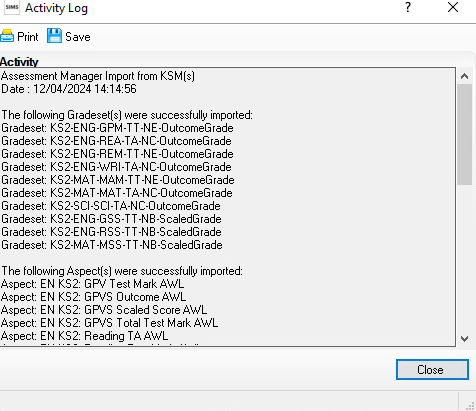 SIMS Activity Log ? X
Print Save
Activity
Assessment Manager Import from KSM(s)
Date : 12/04/2024 14:14:56
The following Gradeset(s) were successfully imported:
Gradeset: KS2-ENG-GPM-TT-NE-OutcomeGrade
Gradeset: KS2-ENG-REA-TA-NC-OutcomeGrade
Gradeset: KS2-ENG-REM-TT-NE-OutcomeGrade
Gradeset: KS2-ENG-WRI-TA-NC-OutcomeGrade
Gradeset: KS2-MAT-MAM-TT-NE-OutcomeGrade
Gradeset: KS2-MAT-MAT-TA-NC-OutcomeGrade
Gradeset: KS2-SCI-SCI-TA-NC-OutcomeGrade
Gradeset: KS2-ENG-GSS-TT-NB-ScaledGrade
Gradeset: KS2-ENG-RSS-TT-NB-ScaledGrade
Gradeset: KS2-MAT-MSS-TT-NB-ScaledGrade
The following Aspect(s) were successfully imported:
Aspect: EN KS2: GPV Test Mark AWL
Aspect: EN KS2: GPVS Outcome AWL
Aspect: EN KS2: GPVS Scaled Score AWL
Aspect: EN KS2: GPVS Total Test Mark AWL
Aspect: EN KS2: Reading TA AWL
Close